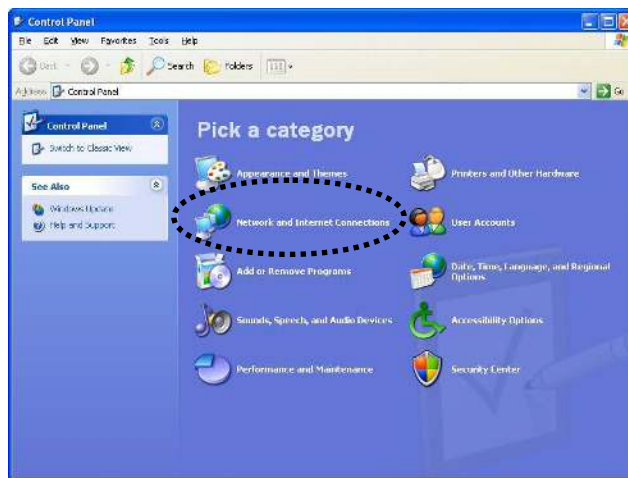 Control Panel
File Edit View Favorites Tools Help
Back Search Folders
Address Control Panel Go
Control Panel
Switch to Classic View
See Also
Windows Update
Help and Support
Pick a category
Appearance and Themes
Printers and Other Hardware
Network and Internet Connections
User Accounts
Add or Remove Programs
Date, Time, Language, and Regional
Options
Sounds, Speech, and Audio Devices
Accessibility Options
Performance and Maintenance
Security Center